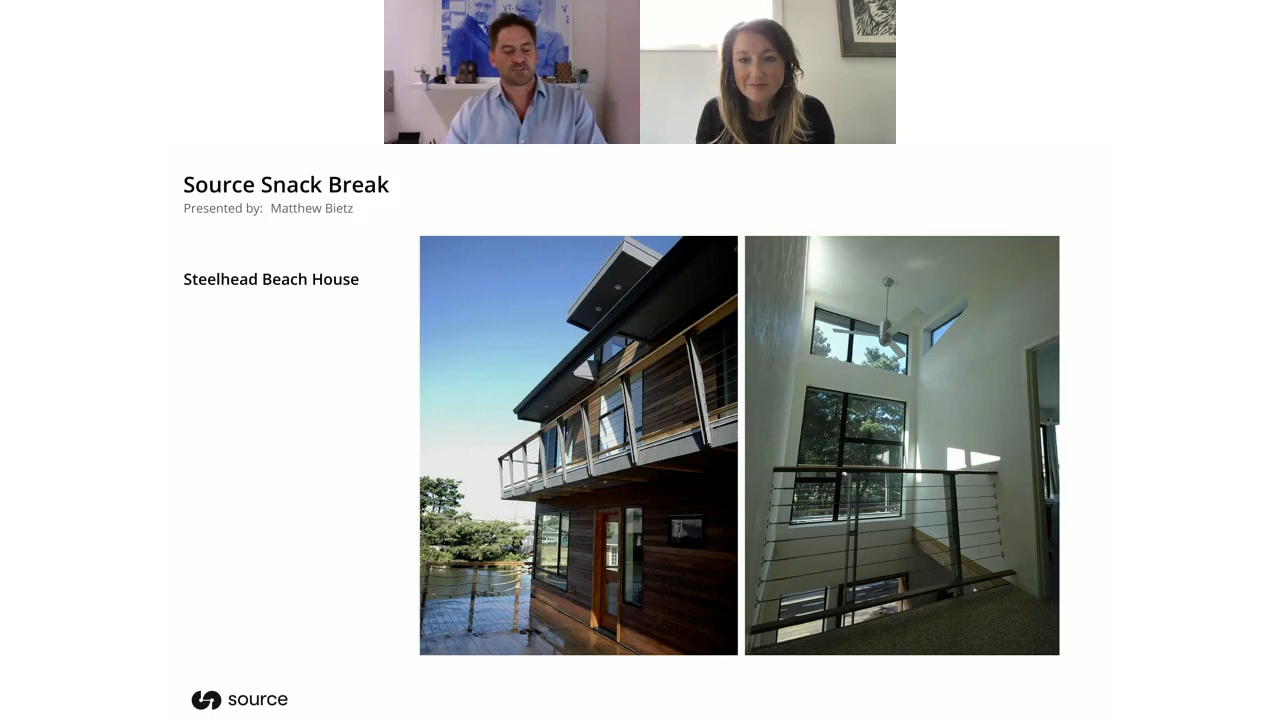 Source Snack Break
Presented by: Matthew Bietz
Steelhead Beach House
source